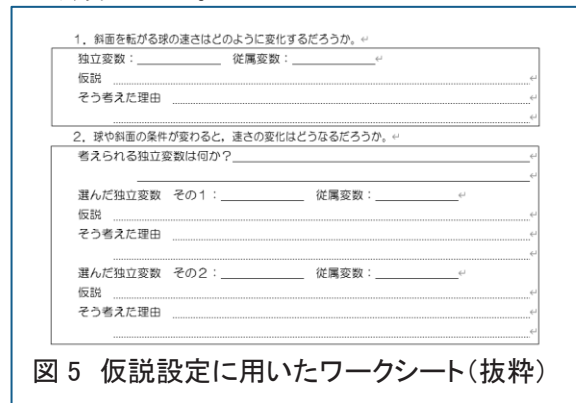 1．斜面を転がる球の速さはどのように変化するだろうか。↵
独立変数：____________ 従属変数：____________↵
仮説 ↵
そう考えた理由 ↵
↵
2．球や斜面の条件が変わると，速さの変化はどうなるだろうか。↵
考えられる独立変数は何か？____________↵
↵
選んだ独立変数 その1：____________ 従属変数：____________↵
仮説 ↵
そう考えた理由 ↵
↵
選んだ独立変数 その2：____________ 従属変数：____________↵
仮説 ↵
そう考えた理由 ↵
↵
図 5 仮説設定に用いたワークシート（抜粋）